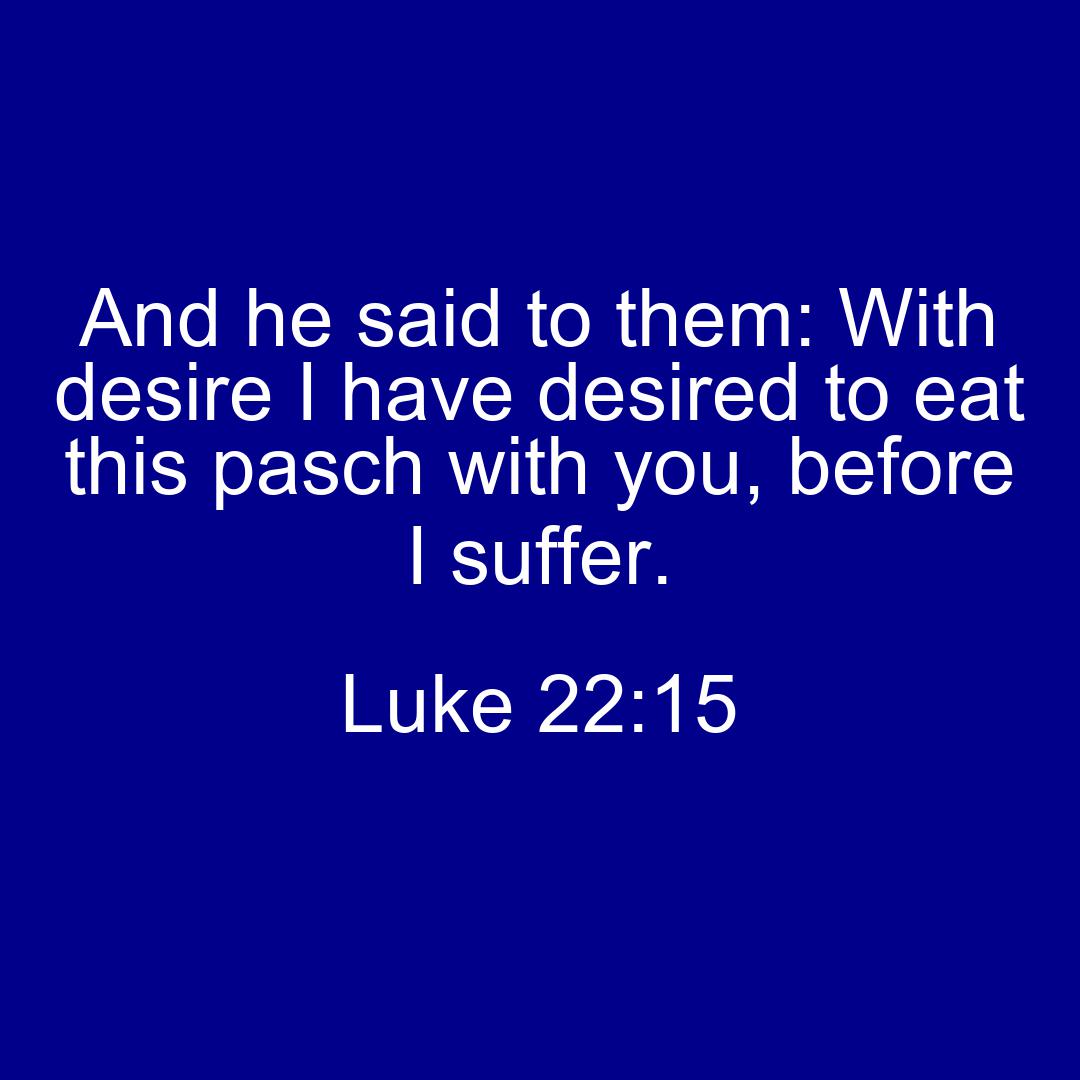 And he said to them: With
desire I have desired to eat
this pasch with you, before
I suffer.
Luke 22:15